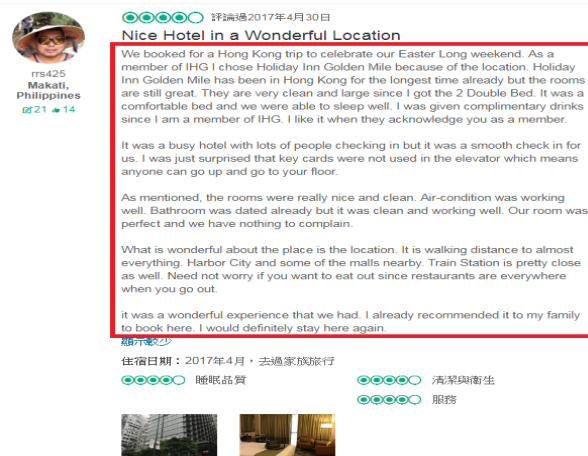 評論過2017年4月30日
Nice Hotel in a Wonderful Location
rrs425
Makati,
Philippines
21 14
We booked for a Hong Kong trip to celebrate our Easter Long weekend. As a
member of IHG I chose Holiday Inn Golden Mile because of the location. Holiday
Inn Golden Mile has been in Hong Kong for the longest time already but the rooms
are still great. They are very clean and large since I got the 2 Double Bed. It was a
comfortable bed and we were able to sleep well. I was given complimentary drinks
since I am a member of IHG. I like it when they acknowledge you as a member.
It was a busy hotel with lots of people checking in but it was a smooth check in for
us. I was just surprised that key cards were not used in the elevator which means
anyone can go up and go to your floor.
As mentioned, the rooms were really nice and clean. Air-condition was working
well. Bathroom was dated already but it was clean and working well. Our room was
perfect and we have nothing to complain.
What is wonderful about the place is the location. It is walking distance to almost
everything. Harbor City and some of the malls nearby. Train Station is pretty close
as well. Need not worry if you want to eat out since restaurants are everywhere
when you go out.
it was a wonderful experience that we had. I already recommended it to my family
to book here. I would definitely stay here again.
顯示較少
住宿日期：2017年4月，去過家族旅行
睡眠品質
清潔與衛生
服務